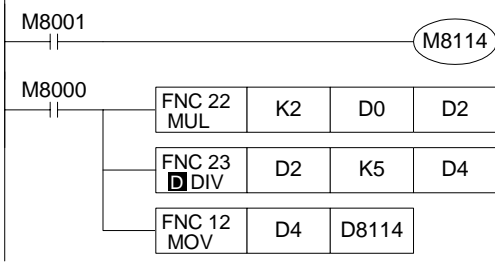 M8001
M8114
M8000
FNC 22
MUL K2 D0 D2
FNC 23
D DIV D2 K5 D4
FNC 12
MOV D4 D8114